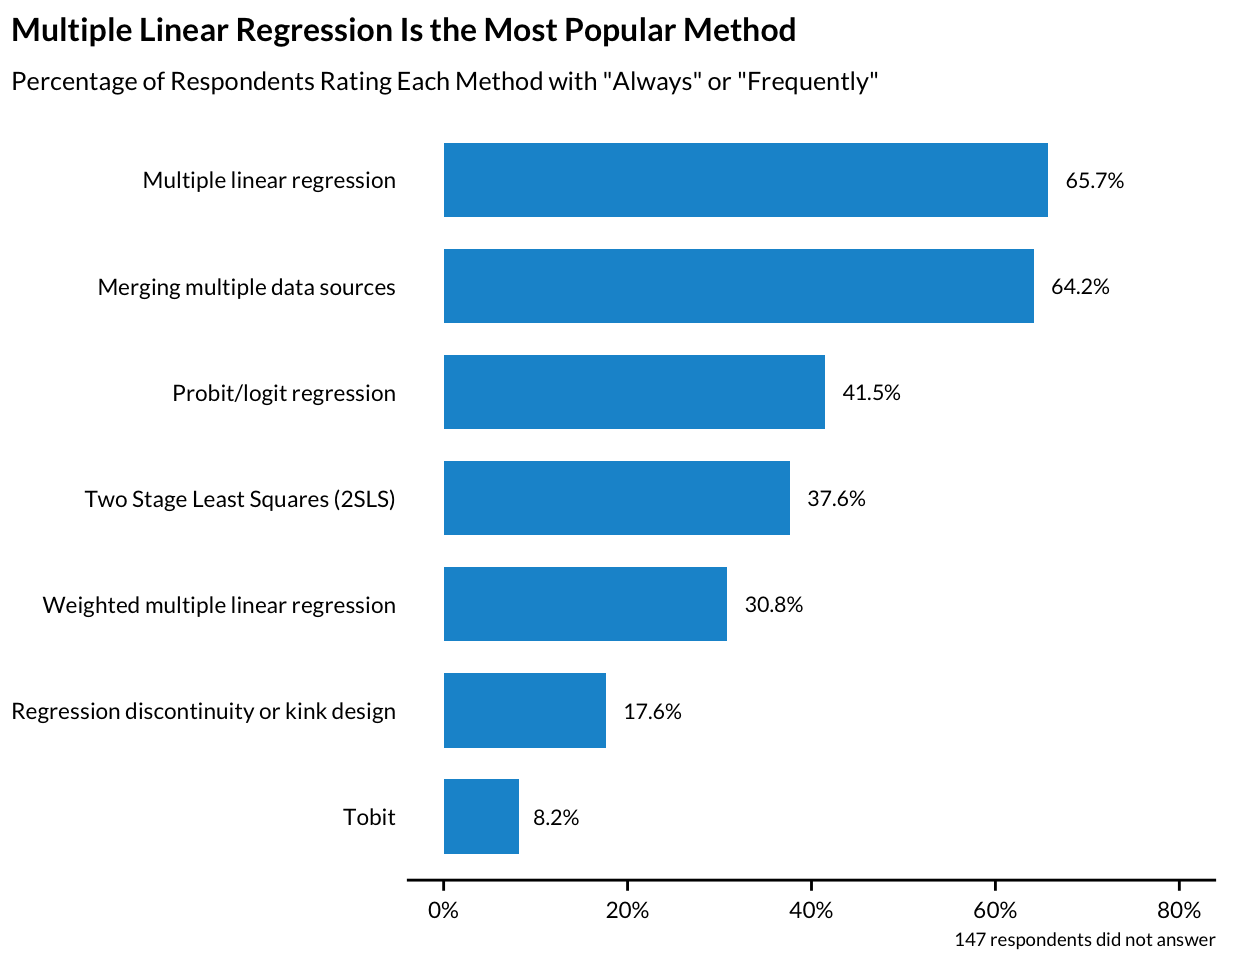 Multiple Linear Regression Is the Most Popular Method
Percentage of Respondents Rating Each Method with "Always" or "Frequently"
Multiple linear regression 65.7%
Merging multiple data sources 64.2%
Probit/logit regression 41.5%
Two Stage Least Squares (2SLS) 37.6%
Weighted multiple linear regression 30.8%
Regression discontinuity or kink design 17.6%
Tobit 8.2%
0% 20% 40% 60% 80%
147 respondents did not answer